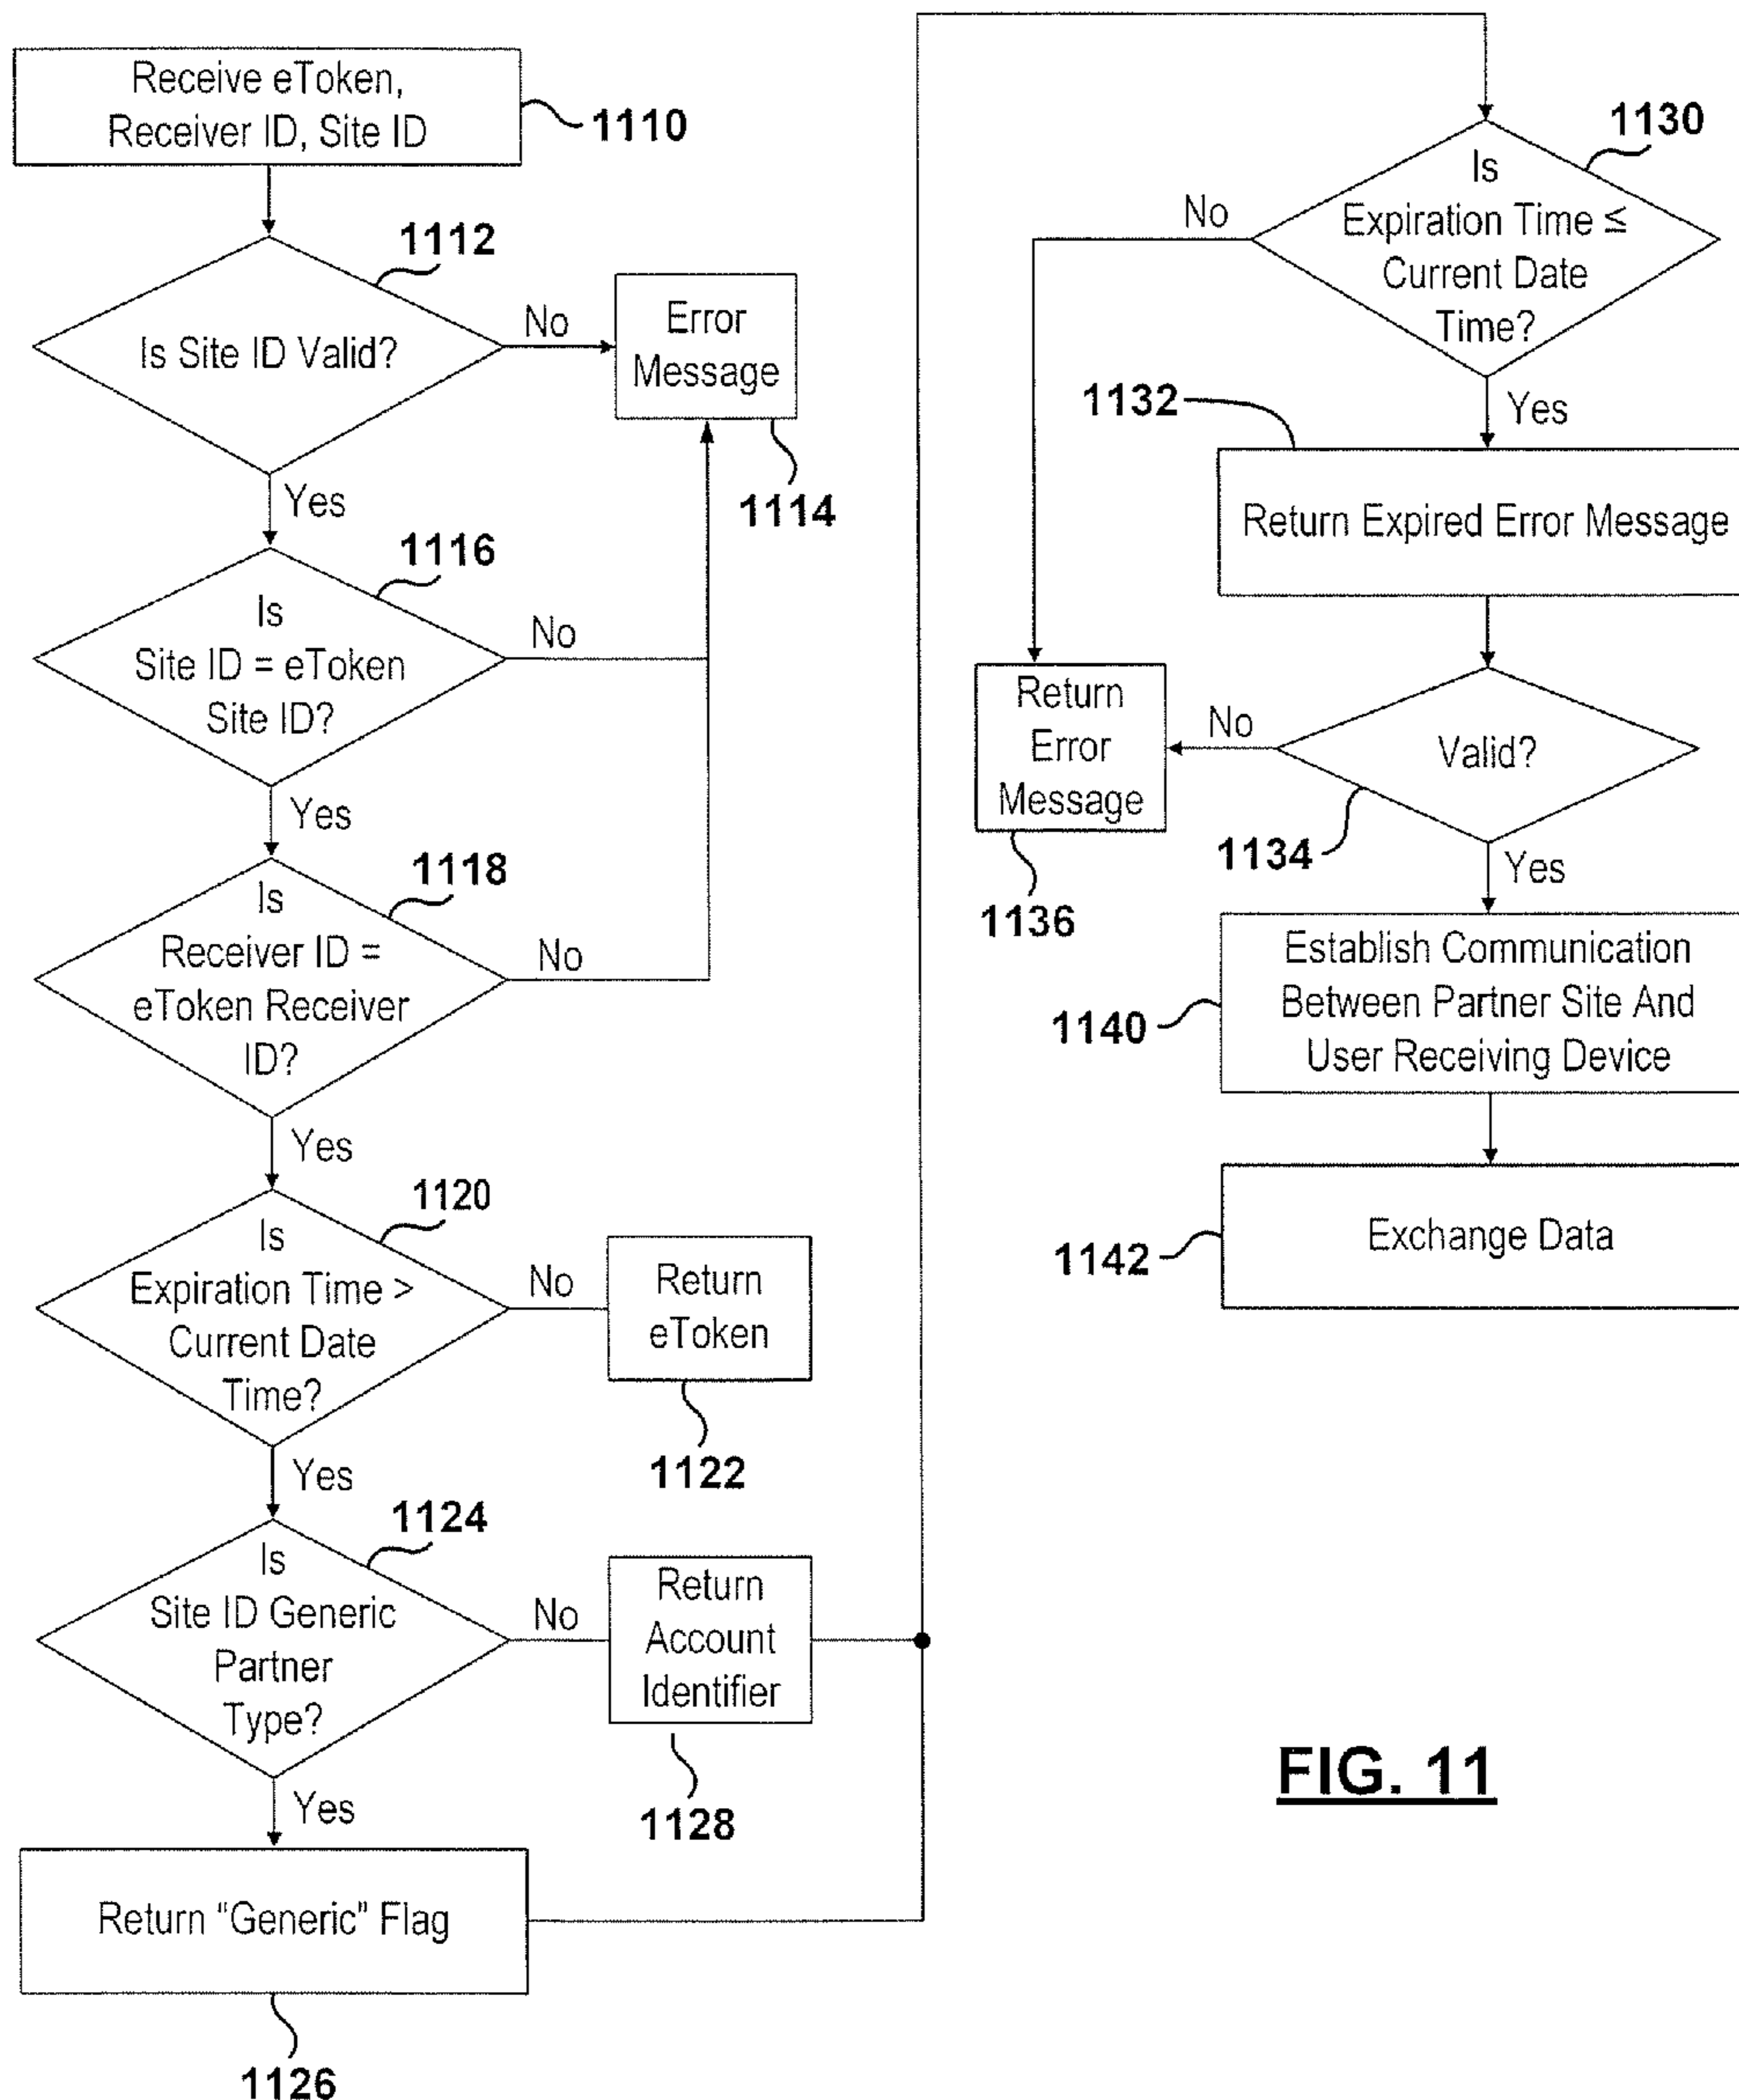 Receive eToken,
Receiver ID, Site ID
1110
1112
Is Site ID Valid?
No
Error
Message
1114
Yes
1116
Is
Site ID = eToken
Site ID?
No
Yes
1118
Is
Receiver ID =
eToken Receiver
ID?
No
Yes
1120
Is
Expiration Time >
Current Date
Time?
No
Return
eToken
1122
Yes
1124
Is
Site ID Generic
Partner
Type?
No
Return
Account
Identifier
1128
Yes
Return “Generic” Flag
1126
1130
Is
Expiration Time ≤
Current Date
Time?
No
Yes
1132
Return Expired Error Message
Valid?
1134
No
Return
Error
Message
1136
Yes
Establish Communication
Between Partner Site And
User Receiving Device
1140
Exchange Data
1142
FIG. 11